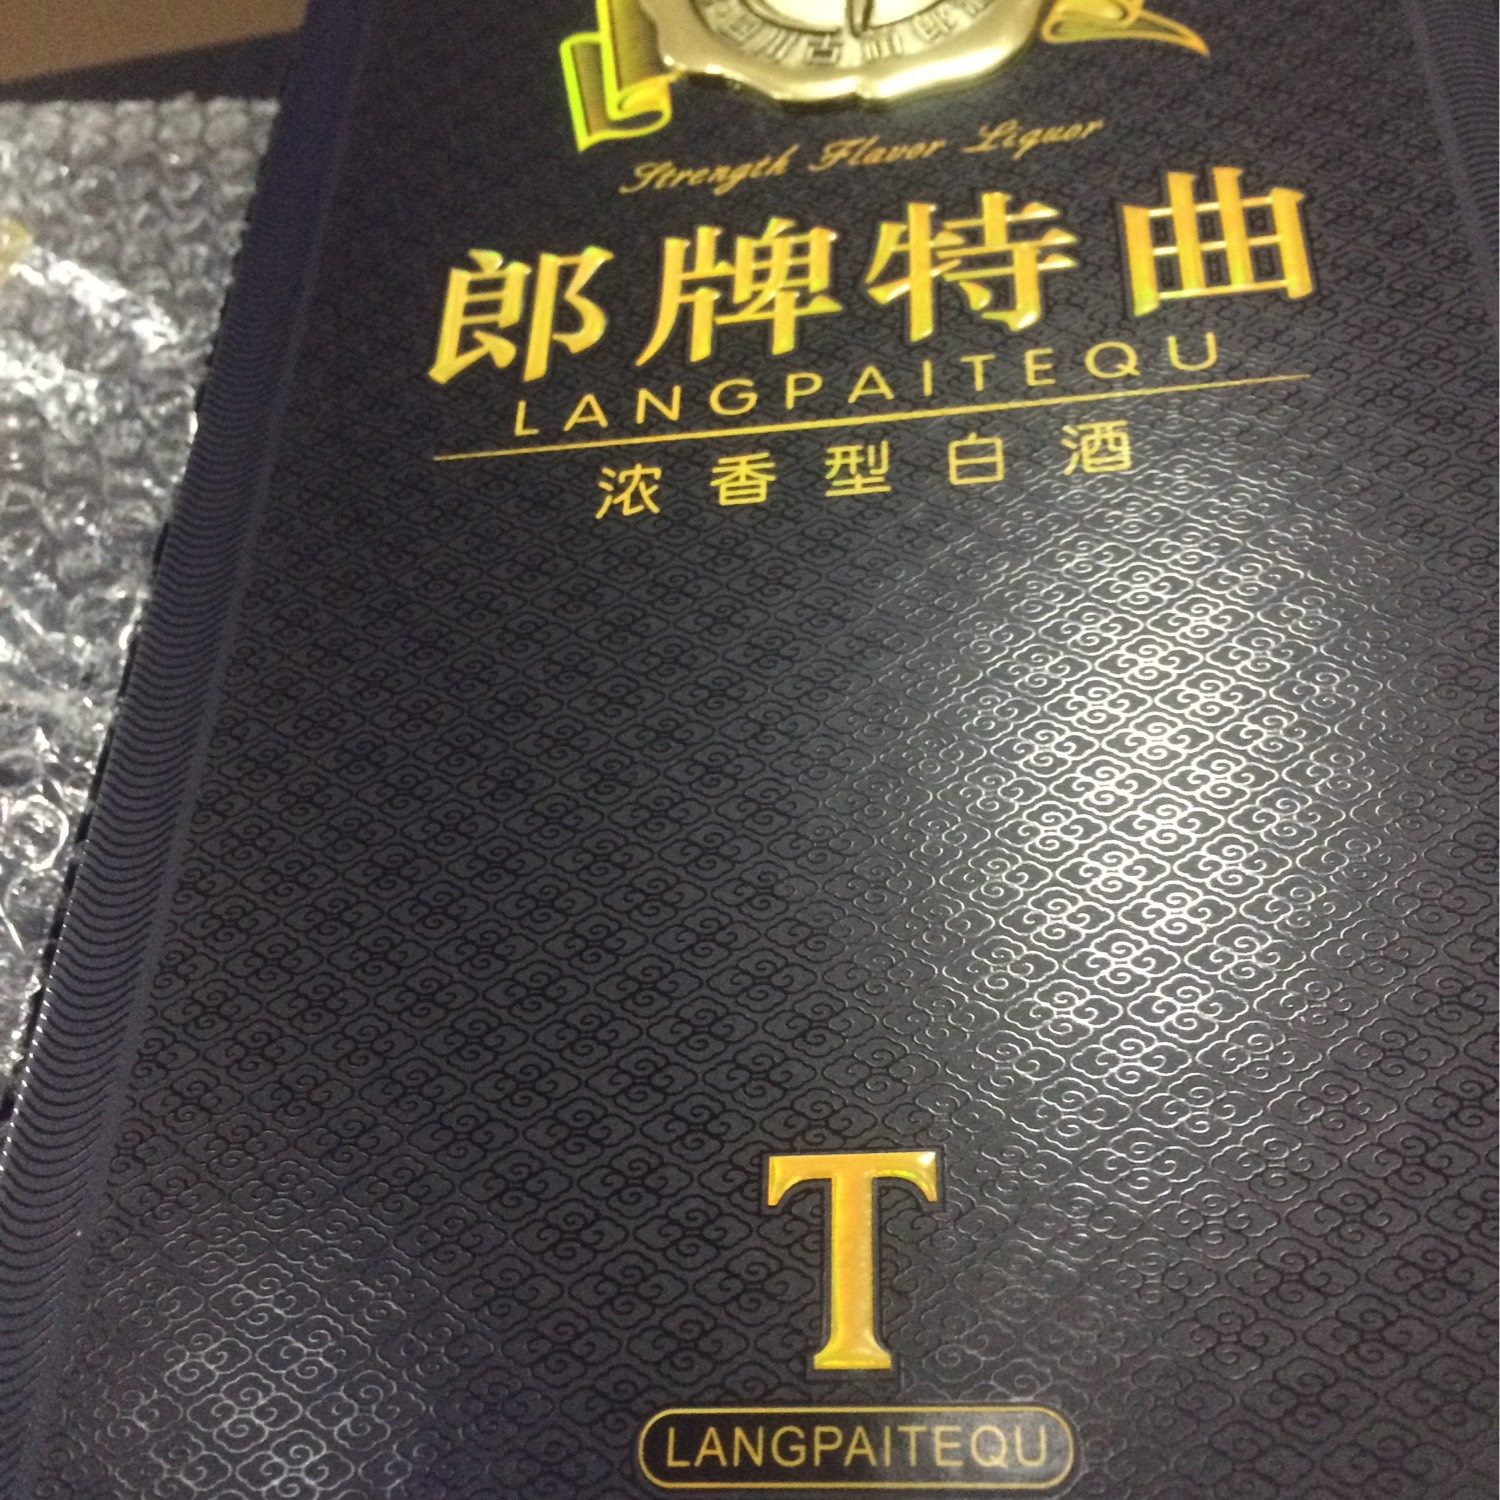 Strength Flavor Liquor
郎牌特曲
LANGPAITEQU
浓香型白酒
T
LANGPAITEQU